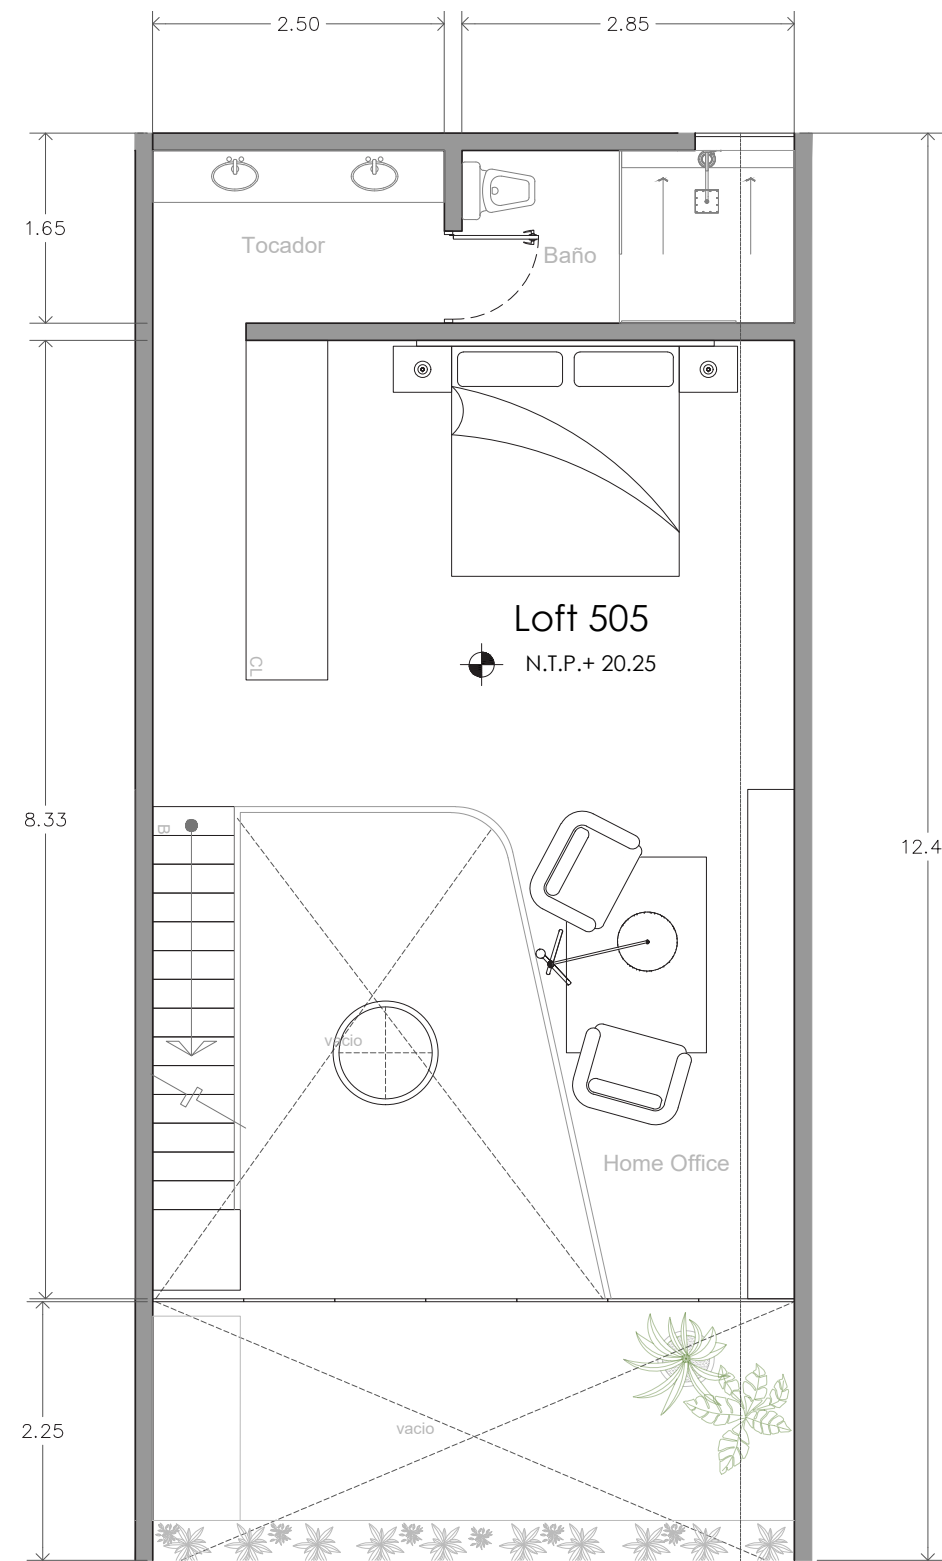 2.50
2.85
1.65
Tocador
Baño
CL
Loft 505
N.T.P.+ 20.25
8.33
12.4
B
vacio
Home Office
2.25
vacio